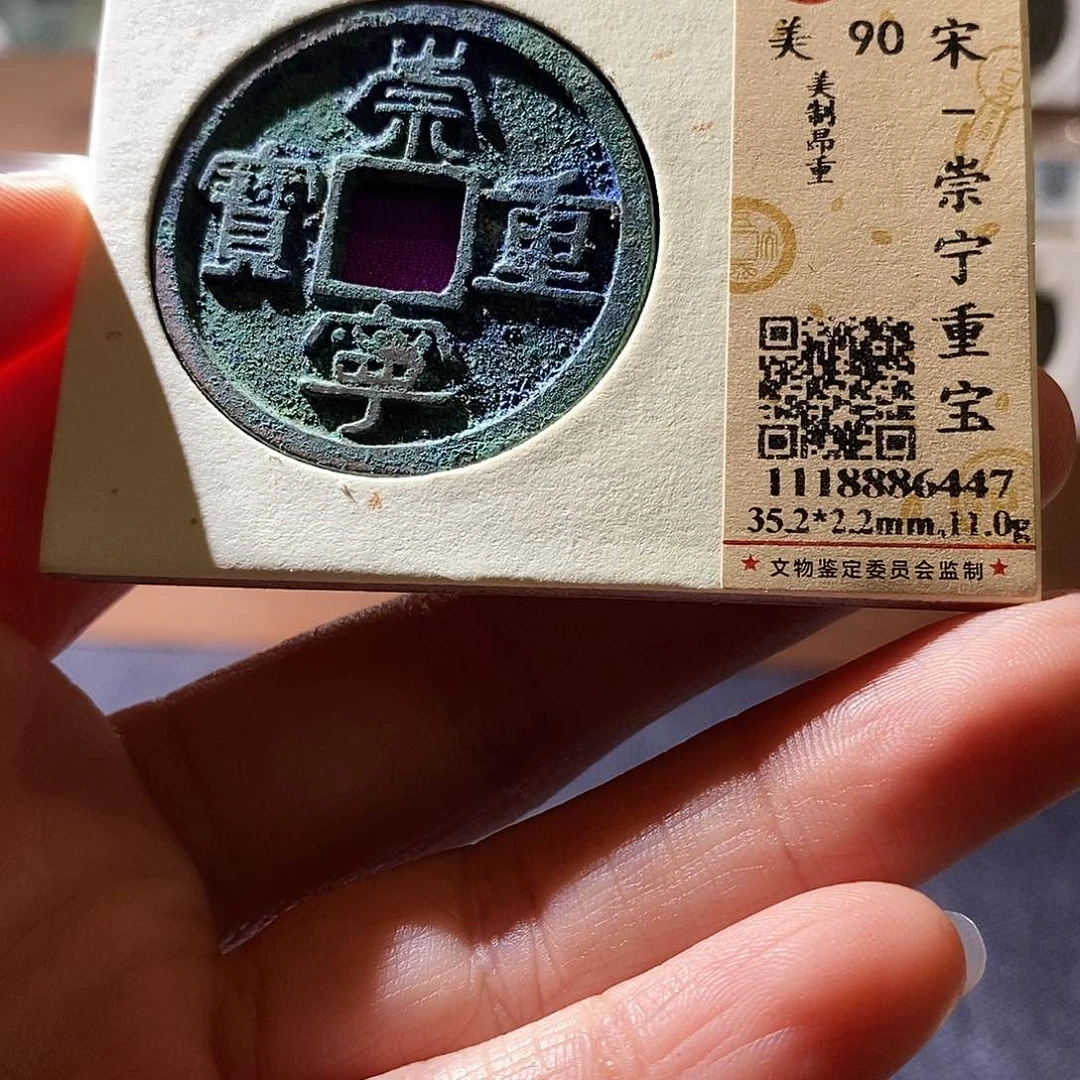 崇
寧
重
寶
美 90
美制昂重
宋-崇宁重宝
1118886447
35.2*2.2mm,11.0g
★文物鉴定委员会监制★